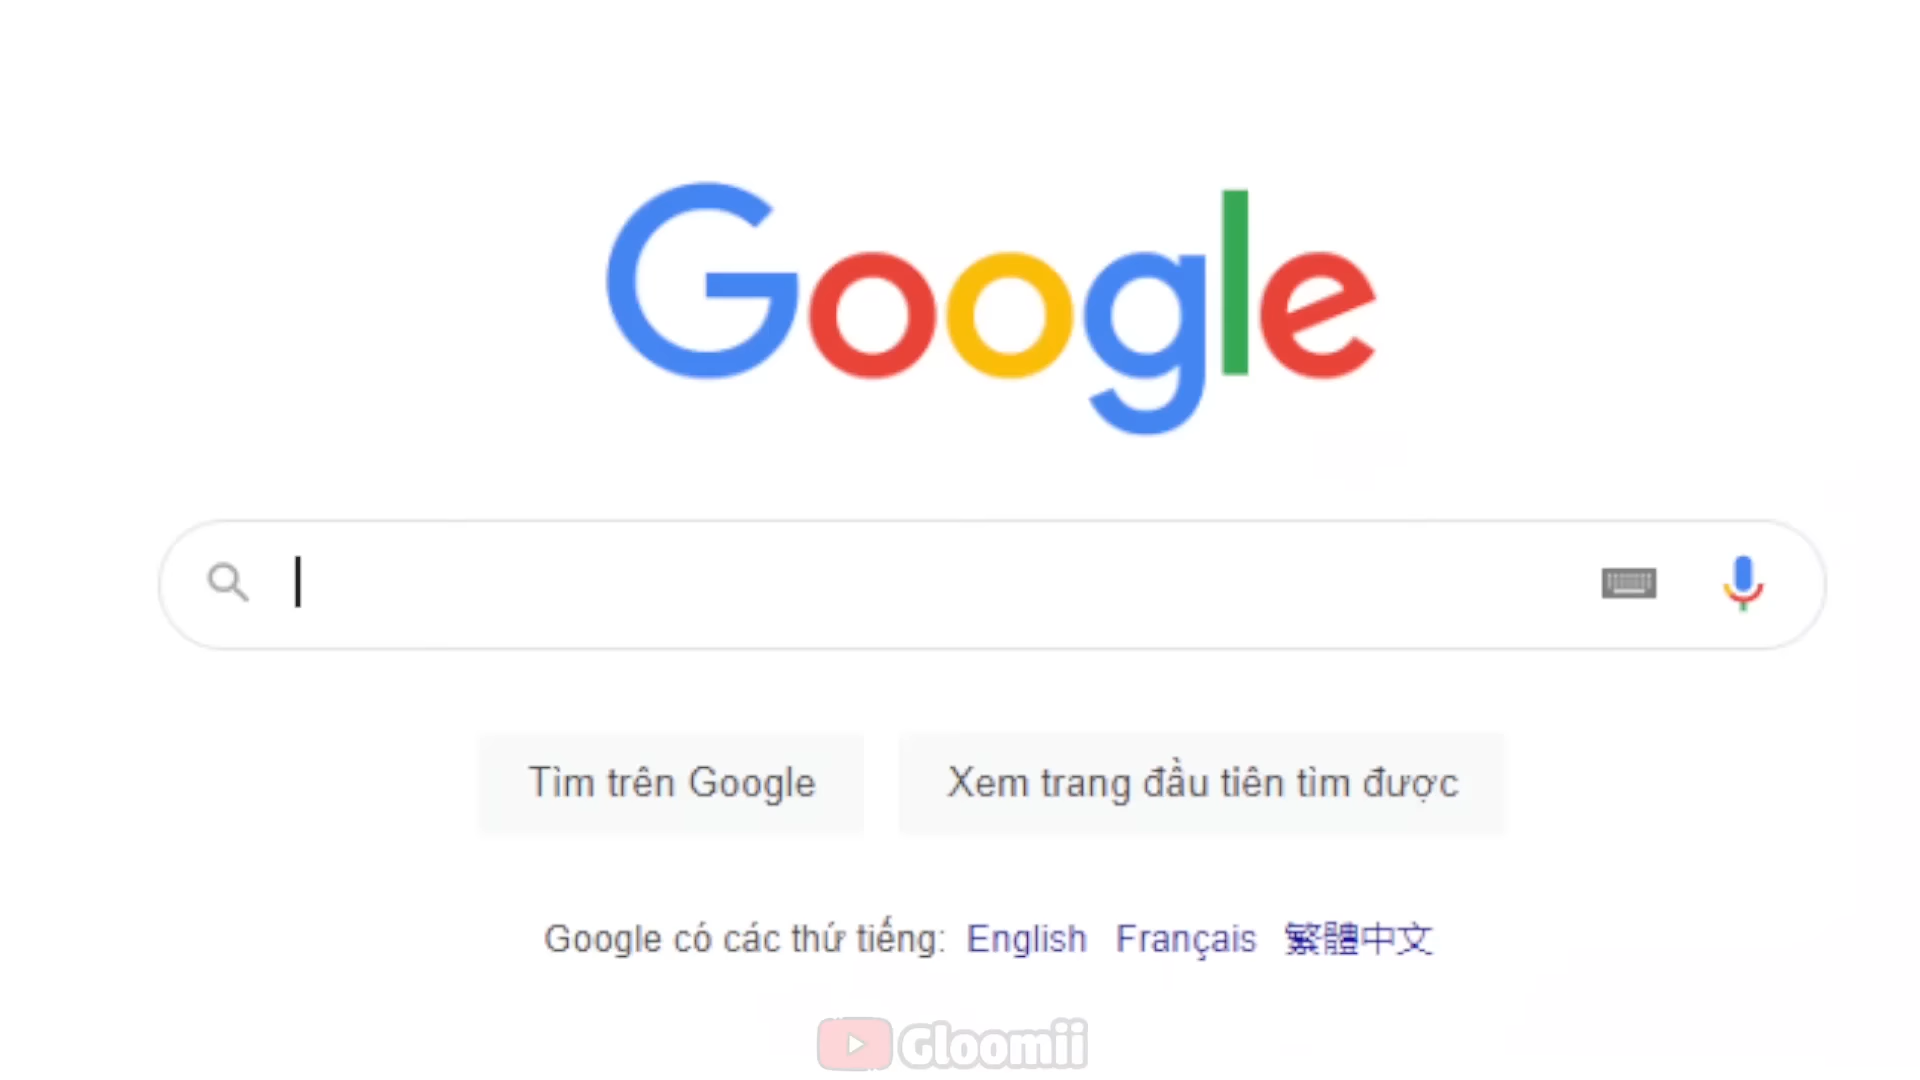 Google
Tìm trên Google
Xem trang đầu tiên tìm được
Google có các thứ tiếng: English Français 繁體中文
Gloomii